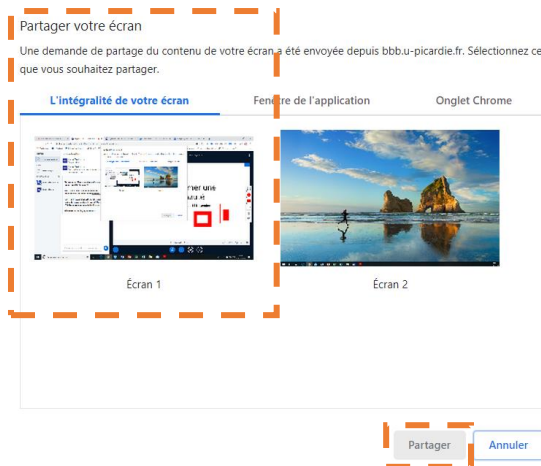 Partager votre écran
Une demande de partage du contenu de votre écran a été envoyée depuis bbb.u-picardie.fr. Sélectionnez ce
que vous souhaitez partager.
L'intégralité de votre écran Fenêtre de l'application Onglet Chrome
Écran 1 Écran 2
Partager Annuler